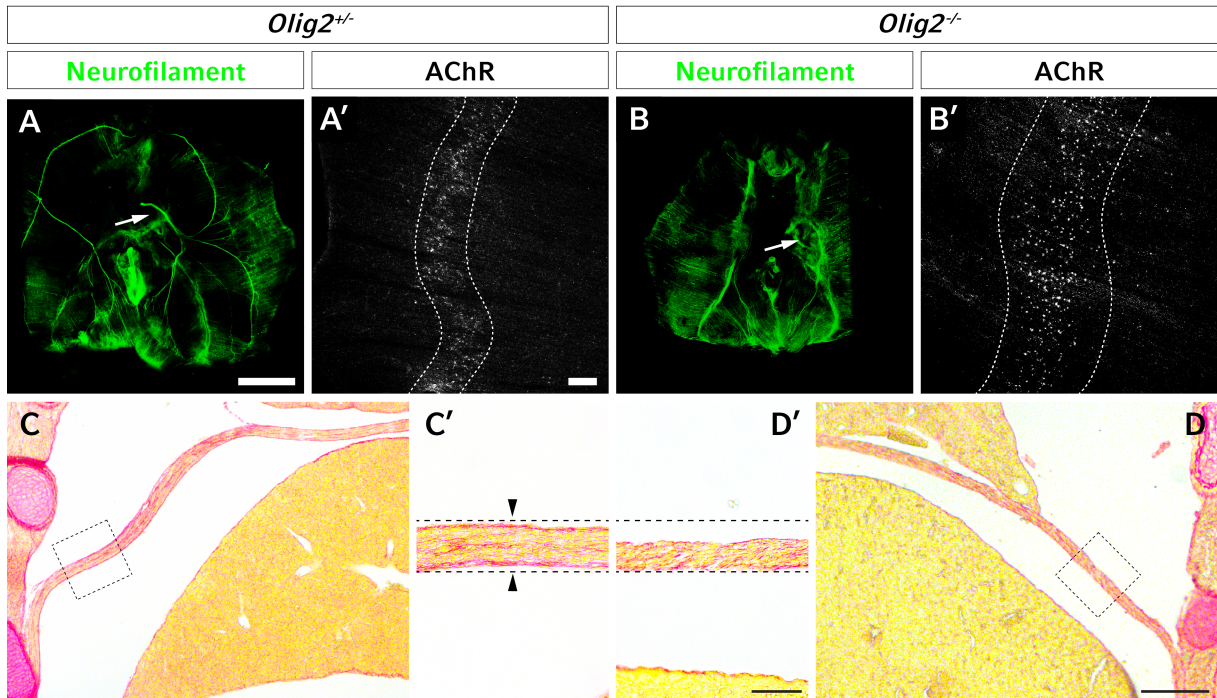 Olig2+/- Olig2-/-
Neurofilament AChR Neurofilament AChR
A A′ B B′
C C′ D′ D